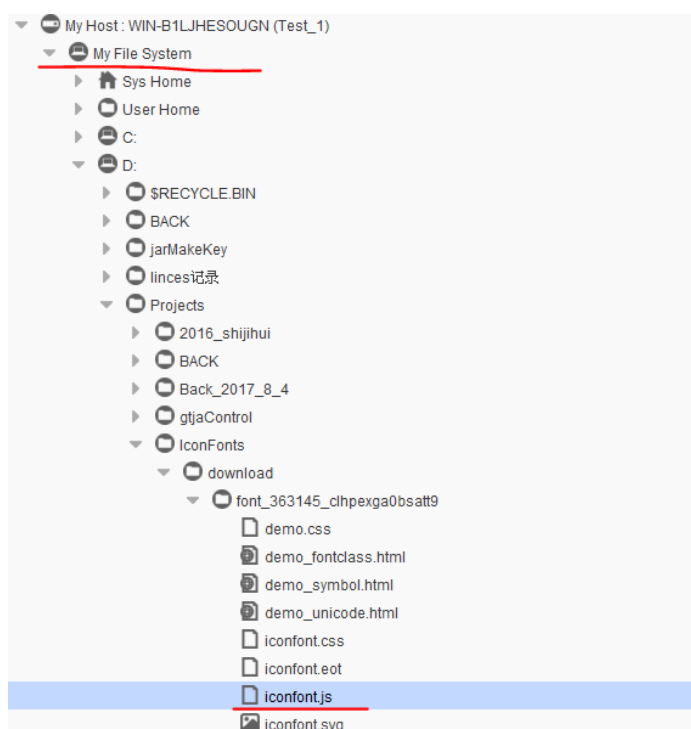 My Host : WIN-B1LJHESOUGN (Test_1)
My File System
Sys Home
User Home
C:
D:
$RECYCLE.BIN
BACK
jarMakeKey
linces记录
Projects
2016_shijihui
BACK
Back_2017_8_4
gtjaControl
IconFonts
download
font_363145_clhpexga0bsatt9
demo.css
demo_fontclass.html
demo_symbol.html
demo_unicode.html
iconfont.css
iconfont.eot
iconfont.js
iconfont.svg